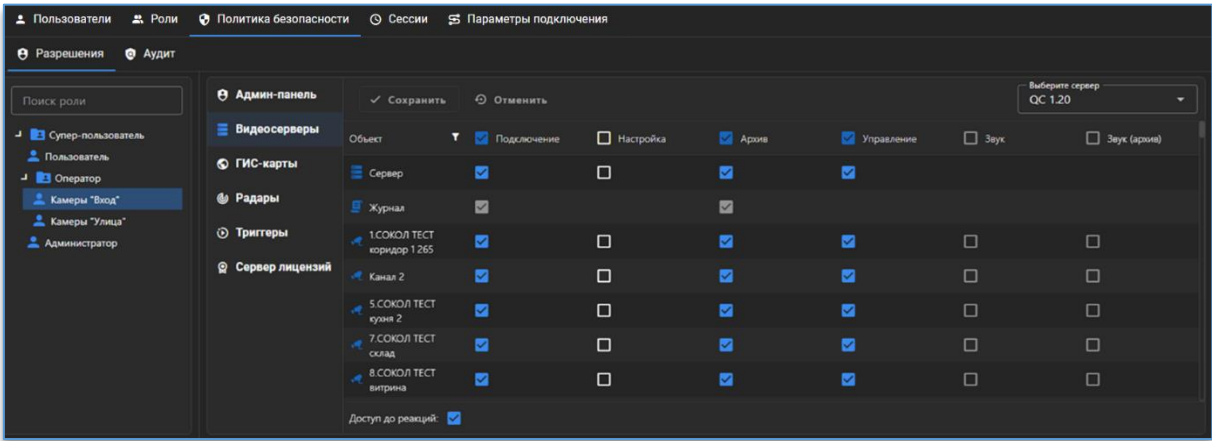 Пользователи Роли Политика безопасности Сессии Параметры подключения
Разрешения Аудит
Поиск роли
Супер-пользователь
Пользователь
Оператор
Камеры "Вход"
Камеры "Улица"
Администратор
Админ-панель
Видеосерверы
ГИС-карты
Радары
Триггеры
Сервер лицензий
Сохранить Отменить
Выберите сервер
QC 1.20
Объект Подключение Настройка Архив Управление Звук Звук (архив)
Сервер
Журнал
1.СОКОЛ ТЕСТ
коридор 1 265
Канал 2
5.СОКОЛ ТЕСТ
кухня 2
7.СОКОЛ ТЕСТ
склад
8.СОКОЛ ТЕСТ
витрина
Доступ до реакций: